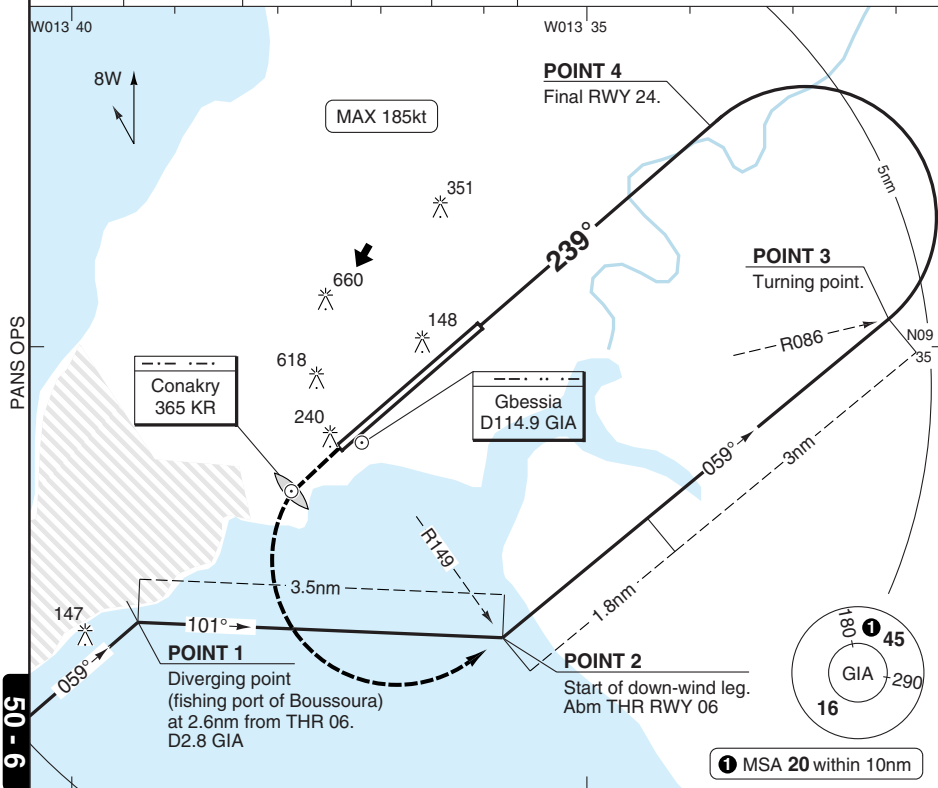 W013 40
W013 35
8W
MAX 185kt
POINT 4
Final RWY 24.
5nm
351
239°
660
POINT 3
Turning point.
148
R086
N09
35
PANS OPS
618
Conakry
365 KR
Gbessia
D114.9 GIA
240
059°
3nm
R149
1.8nm
3.5nm
147
101°
059°
POINT 1
Diverging point
(fishing port of Boussoura)
at 2.6nm from THR 06.
D2.8 GIA
POINT 2
Start of down-wind leg.
Abm THR RWY 06
180
1 45
GIA
290
16
50 - 6
1 MSA 20 within 10nm